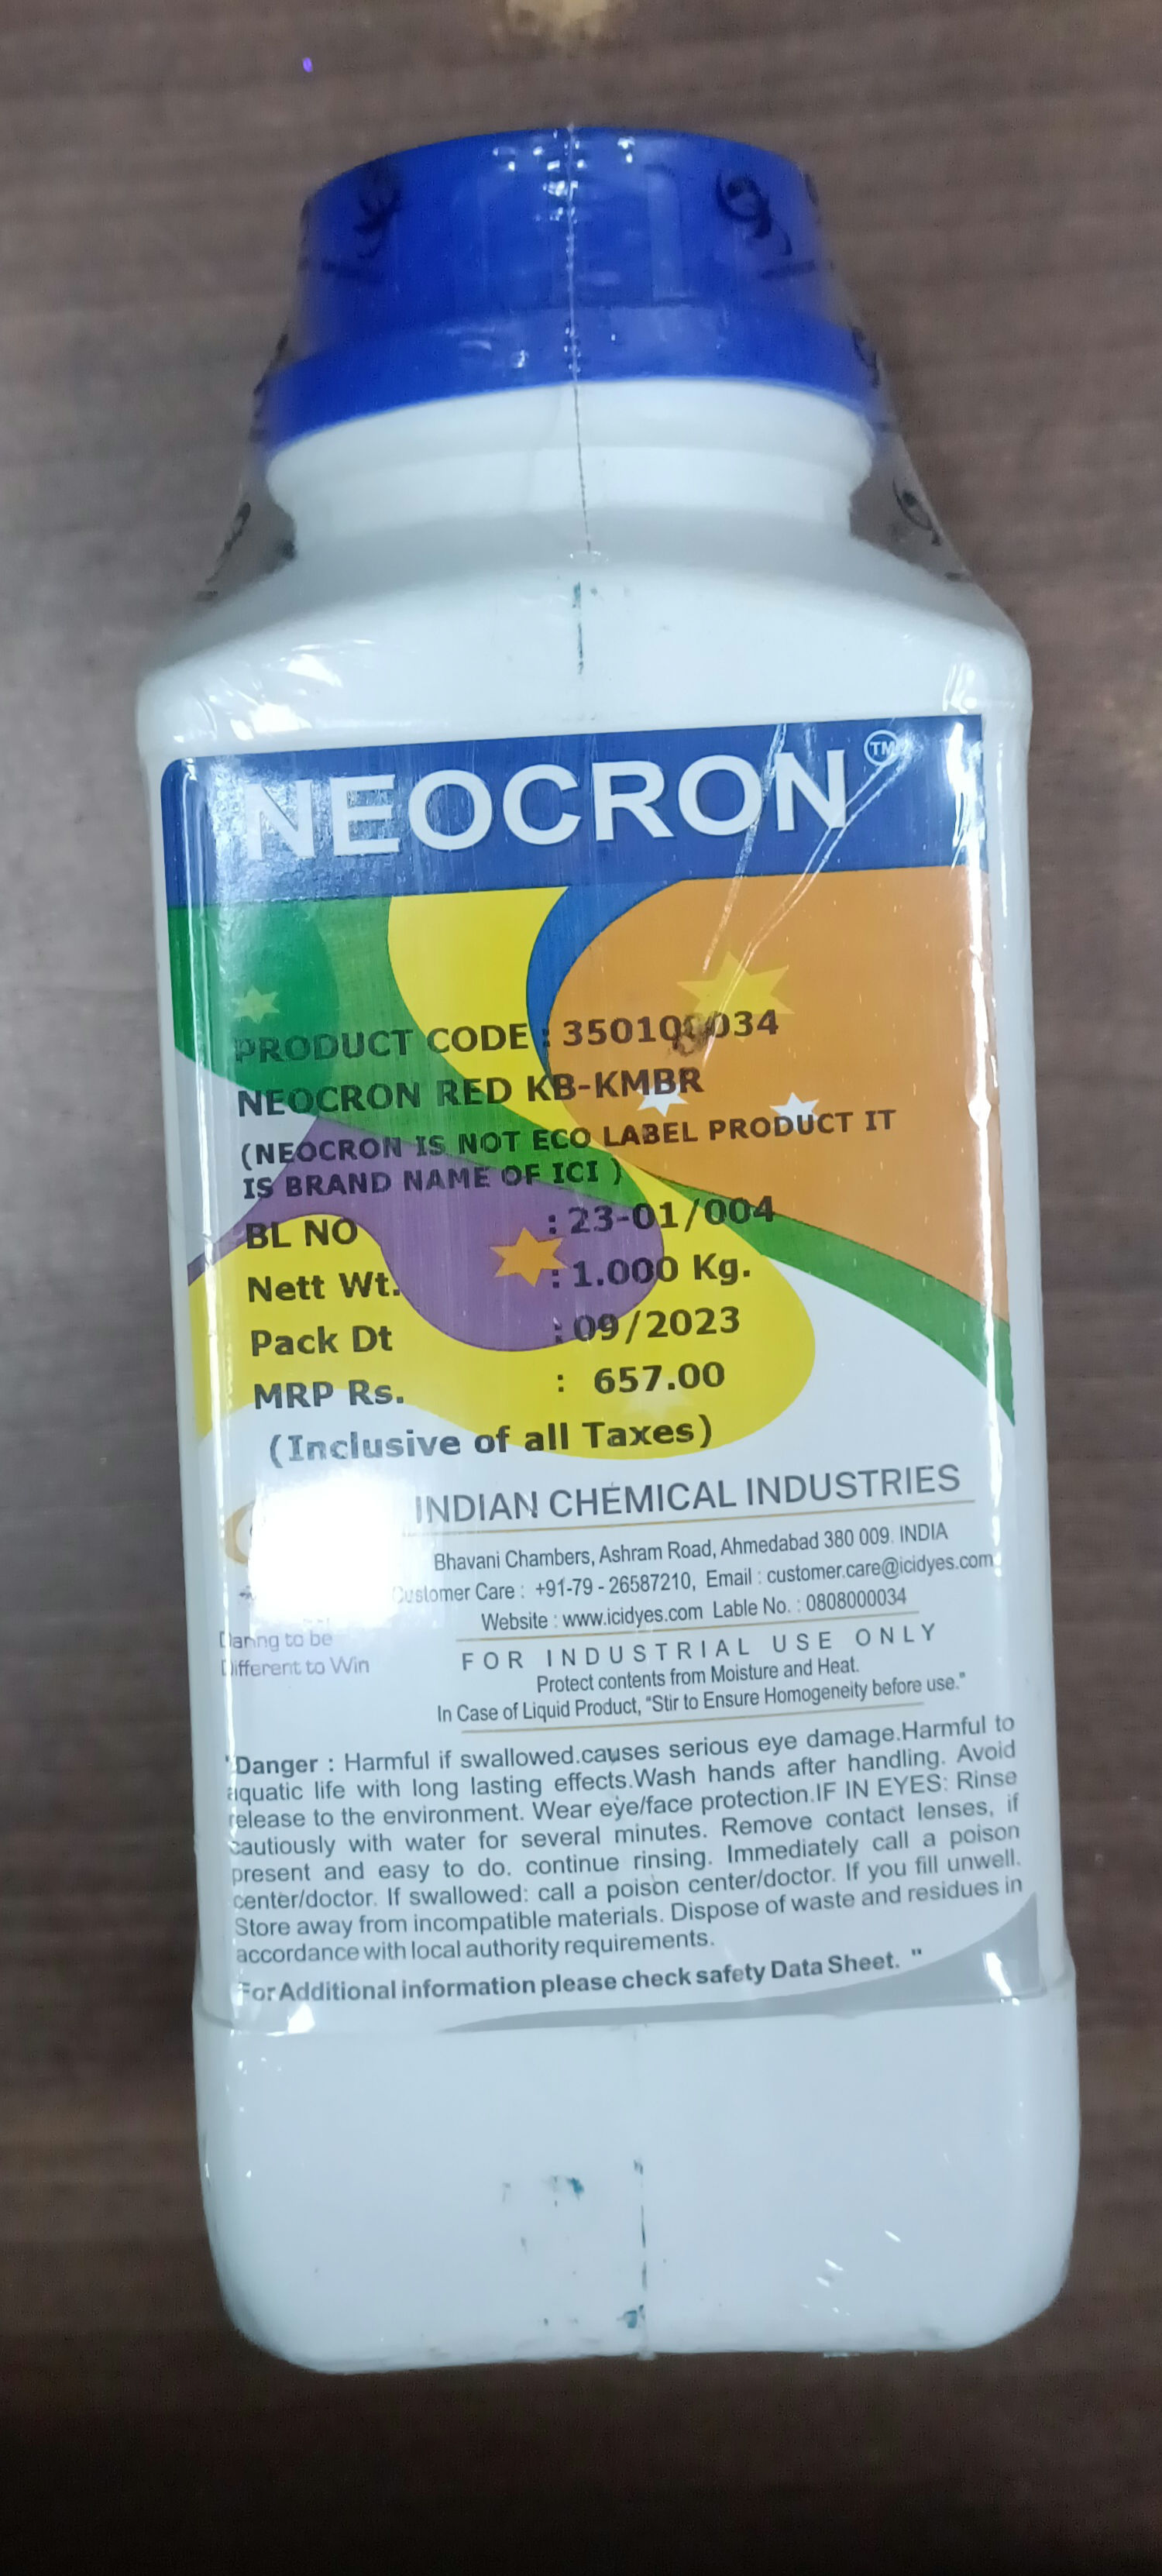 NEOCRON™
PRODUCT CODE : 350100034
NEOCRON RED KB-KMBR
(NEOCRON IS NOT ECO LABEL PRODUCT IT
IS BRAND NAME OF ICI )
BL NO : 23-01/004
Nett Wt. : 1.000 Kg.
Pack Dt : 09/2023
MRP Rs. : 657.00
(Inclusive of all Taxes)
INDIAN CHEMICAL INDUSTRIES
Bhavani Chambers, Ashram Road, Ahmedabad 380 009. INDIA
Customer Care : +91-79 - 26587210, Email : customer.care@icidyes.com
Website : www.icidyes.com Lable No. : 0808000034
Daring to be
Different to Win
FOR INDUSTRIAL USE ONLY
Protect contents from Moisture and Heat.
In Case of Liquid Product, "Stir to Ensure Homogeneity before use."
"Danger : Harmful if swallowed.causes serious eye damage.Harmful to
aquatic life with long lasting effects.Wash hands after handling. Avoid
release to the environment. Wear eye/face protection.IF IN EYES: Rinse
cautiously with water for several minutes. Remove contact lenses, if
present and easy to do. continue rinsing. Immediately call a poison
center/doctor. If swallowed: call a poison center/doctor. If you fill unwell.
Store away from incompatible materials. Dispose of waste and residues in
accordance with local authority requirements.
For Additional information please check safety Data Sheet. "